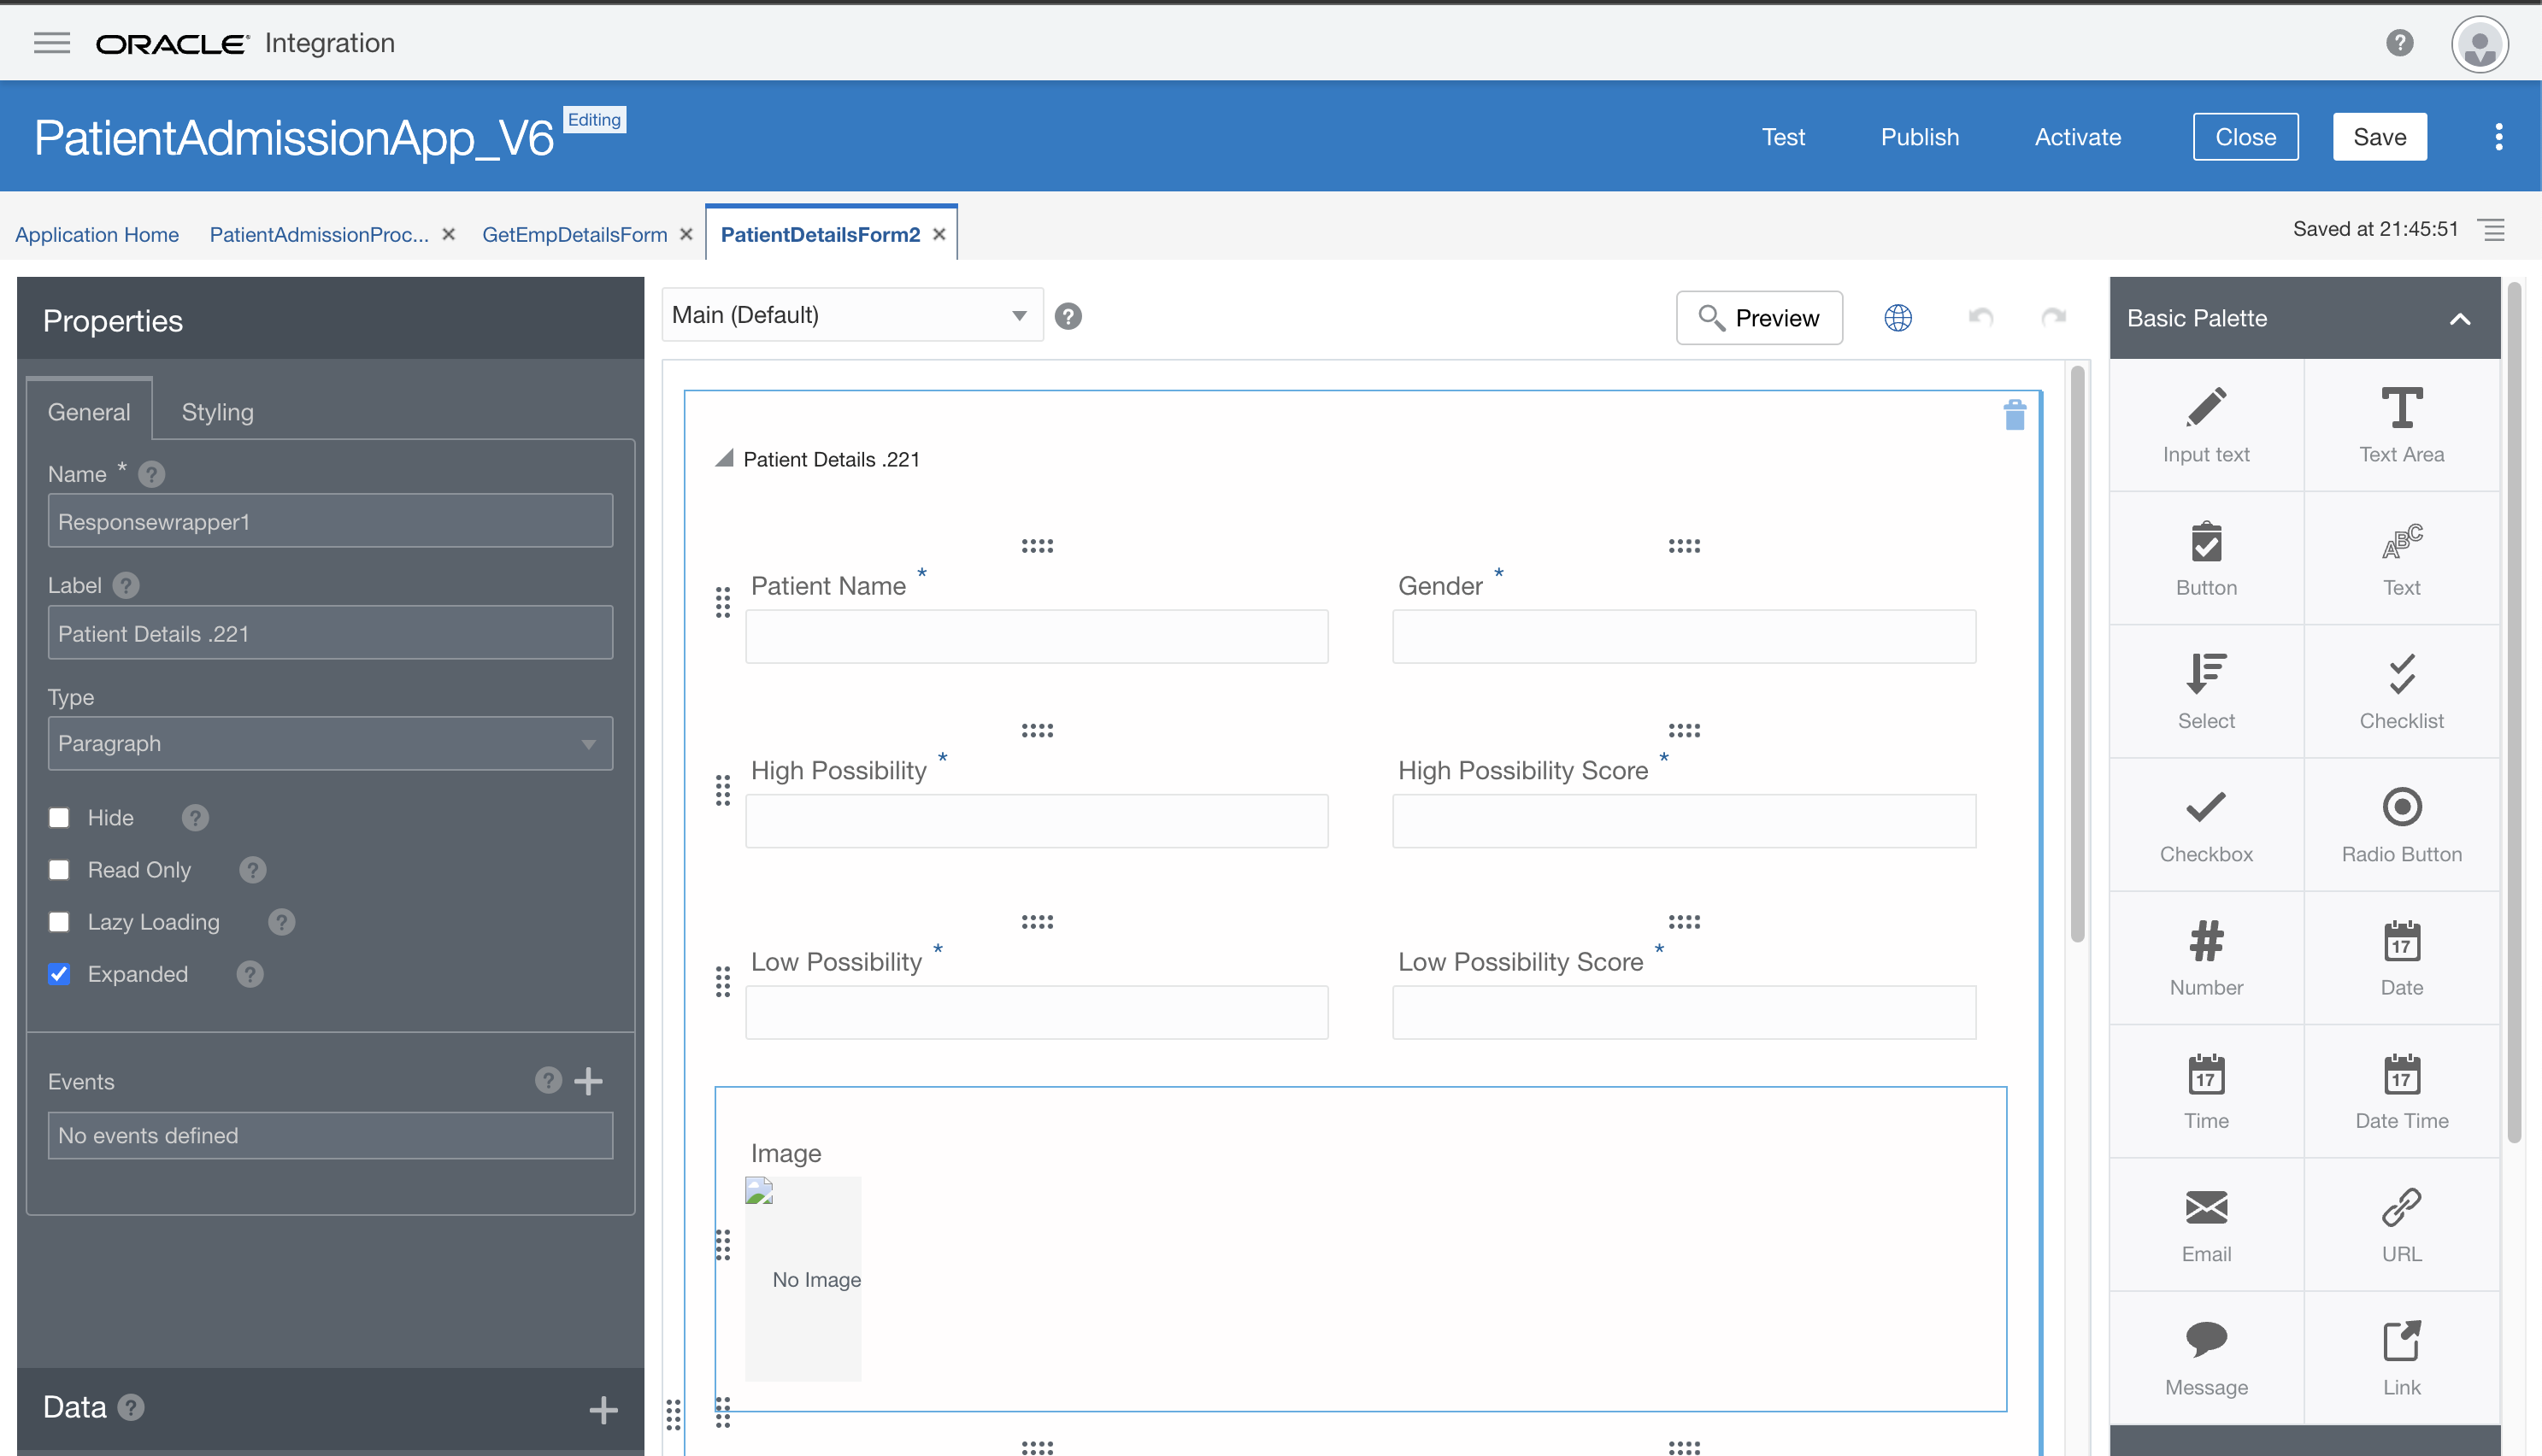 ORACLE Integration
?
PatientAdmissionApp_V6 Editing
Test Publish Activate Close Save
Application Home PatientAdmissionProc... × GetEmpDetailsForm × PatientDetailsForm2 ×
Saved at 21:45:51
Properties
General Styling
Name * ?
Responsewrapper1
Label ?
Patient Details .221
Type
Paragraph
Hide ?
Read Only ?
Lazy Loading ?
Expanded ?
Events ? +
No events defined
Data ? +
Main (Default) ?
Preview
Patient Details .221
Patient Name * Gender *
High Possibility * High Possibility Score *
Low Possibility * Low Possibility Score *
Image
No Image
Basic Palette
T
Input text Text Area
ABC
Button Text
Select Checklist
Checkbox Radio Button
# 17
Number Date
17 17
Time Date Time
Email URL
Message Link